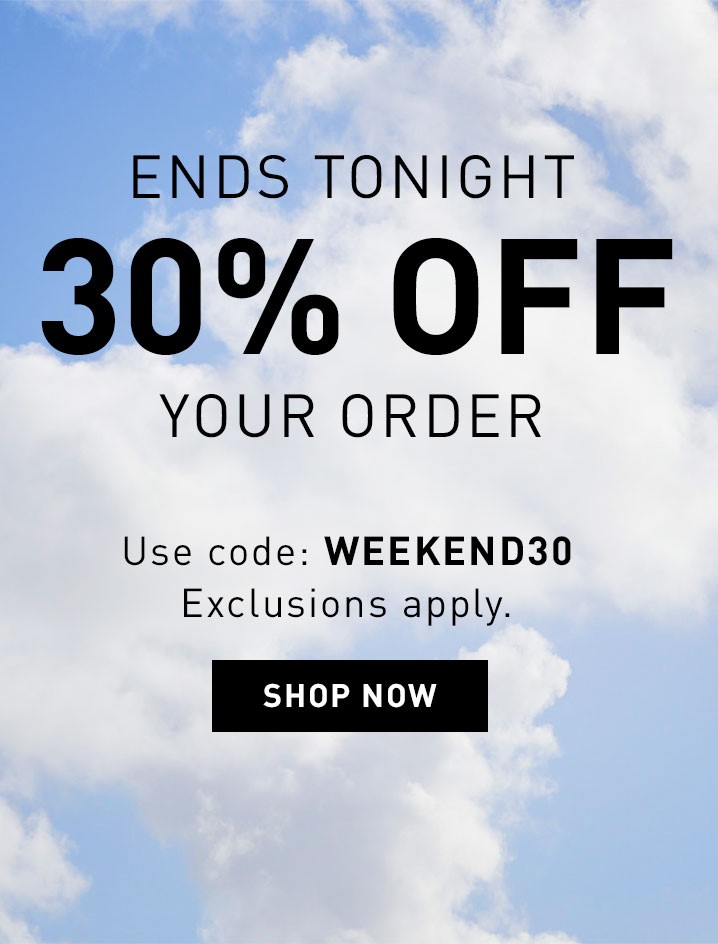 ENDS TONIGHT
30% OFF
YOUR ORDER
Use code: WEEKEND30
Exclusions apply.
SHOP NOW